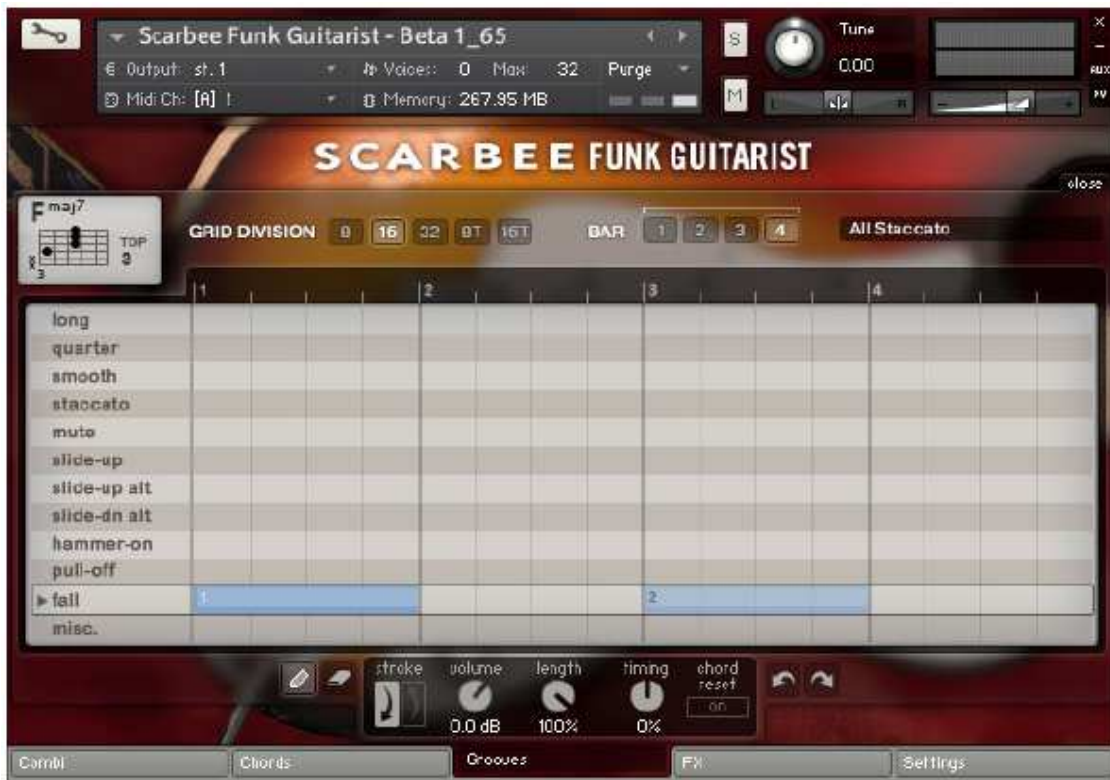 Scarbee Funk Guitarist - Beta 1_65
Output: st. 1 Voices: 0 Max: 32 Purge
Midi Ch: [A] 1 Memory: 267.95 MB
S
M
Tune
0.00
L R
- +
×
–
AUX
PV
SCARBEE FUNK GUITARIST
close
F maj7
TOP
3
x
3
GRID DIVISION 8 16 32 8T 16T BAR 1 2 3 4 All Staccato
1 2 3 4
long
quarter
smooth
staccato
mute
slide-up
slide-up alt
slide-dn alt
hammer-on
pull-off
fall 1 2
misc.
stroke volume length timing chord reset
0.0 dB 100% 0% on
Combi Chords Grooves FX Settings